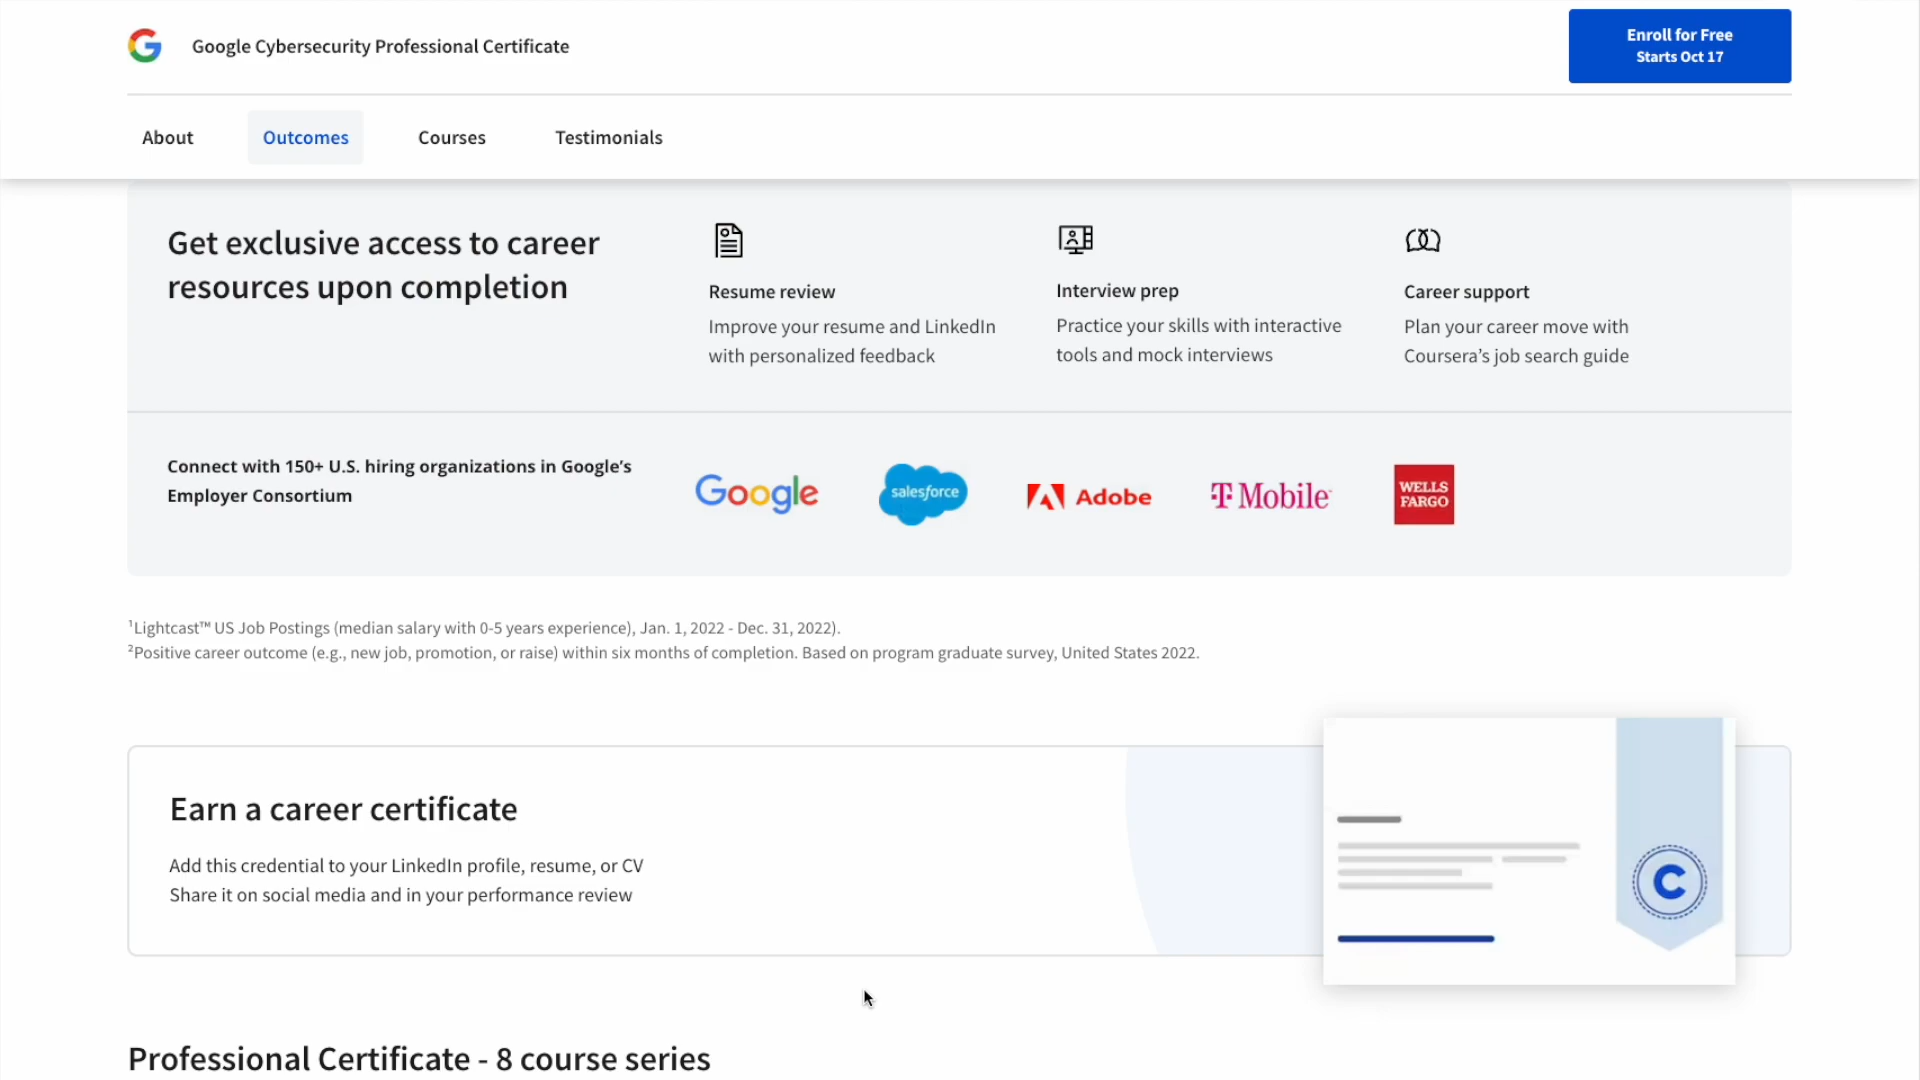 Google Cybersecurity Professional Certificate
Enroll for Free
Starts Oct 17
About
Outcomes
Courses
Testimonials
Get exclusive access to career
resources upon completion
Resume review
Improve your resume and LinkedIn
with personalized feedback
Interview prep
Practice your skills with interactive
tools and mock interviews
Career support
Plan your career move with
Coursera’s job search guide
Connect with 150+ U.S. hiring organizations in Google’s
Employer Consortium
Google
salesforce
Adobe
T Mobile
WELLS
FARGO
¹Lightcast™ US Job Postings (median salary with 0-5 years experience), Jan. 1, 2022 - Dec. 31, 2022).
²Positive career outcome (e.g., new job, promotion, or raise) within six months of completion. Based on program graduate survey, United States 2022.
Earn a career certificate
Add this credential to your LinkedIn profile, resume, or CV
Share it on social media and in your performance review
C
Professional Certificate - 8 course series